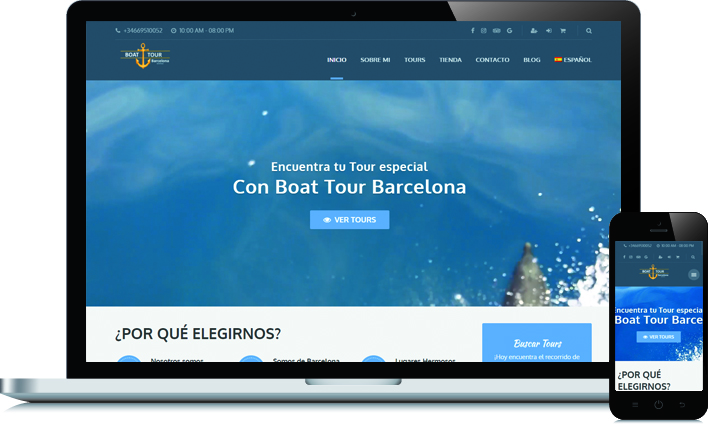 +34669510052 10:00 AM - 08:00 PM
BOAT TOUR
Barcelona
INICIO SOBRE MI TOURS TIENDA CONTACTO BLOG ESPAÑOL
Encuentra tu Tour especial
Con Boat Tour Barcelona
VER TOURS
¿POR QUÉ ELEGIRNOS?
Nosotros somos
Somos de Barcelona
Lugares Hermosos
Buscar Tours
¡Hoy encuentra el recorrido de
+34669510052 10:00 AM - 08:00 PM
BOAT TOUR
Encuentra tu Tour especia
Boat Tour Barce
VER TOURS
¿POR QUÉ
ELEGIRNOS?